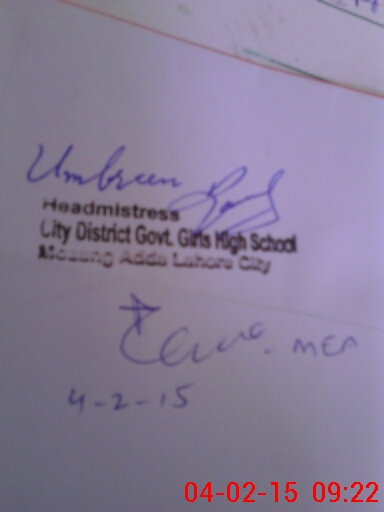 Umbreen
Headmistress
City District Govt. Girls High School
Mozang Adda Lahore City
MEA
4-2-15
04-02-15 09:22